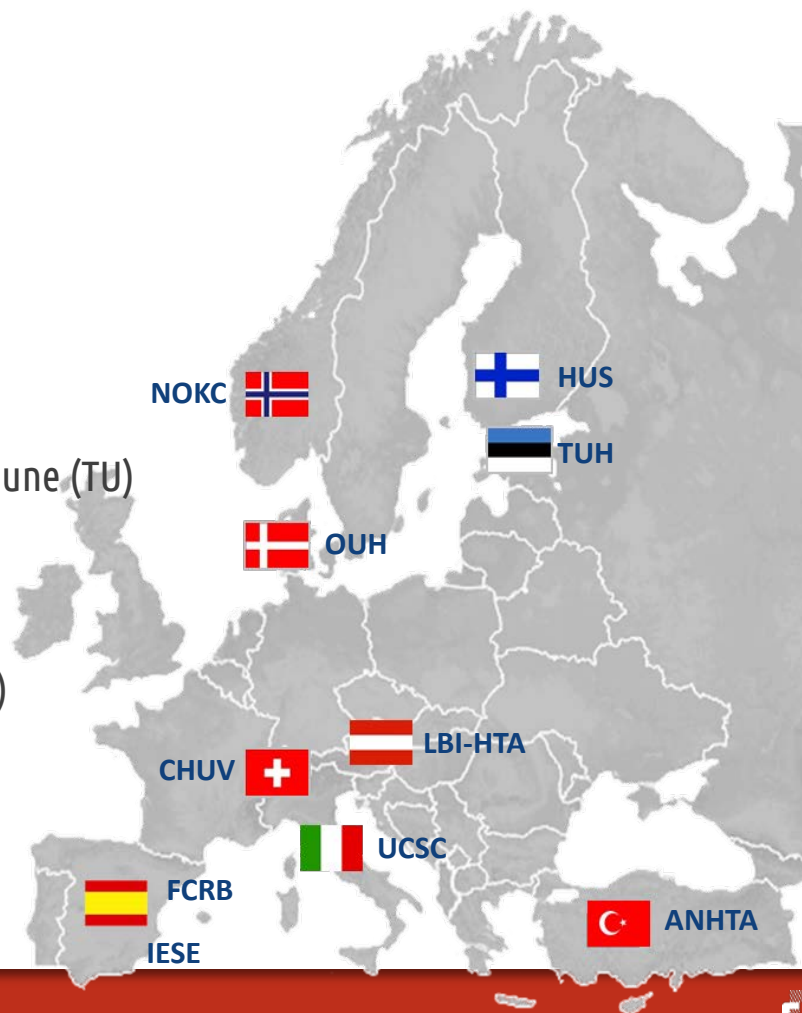 NOKC
HUS
TUH
une (TU)
OUH
)
LBI-HTA
CHUV
UCSC
FCRB
ANHTA
IESE